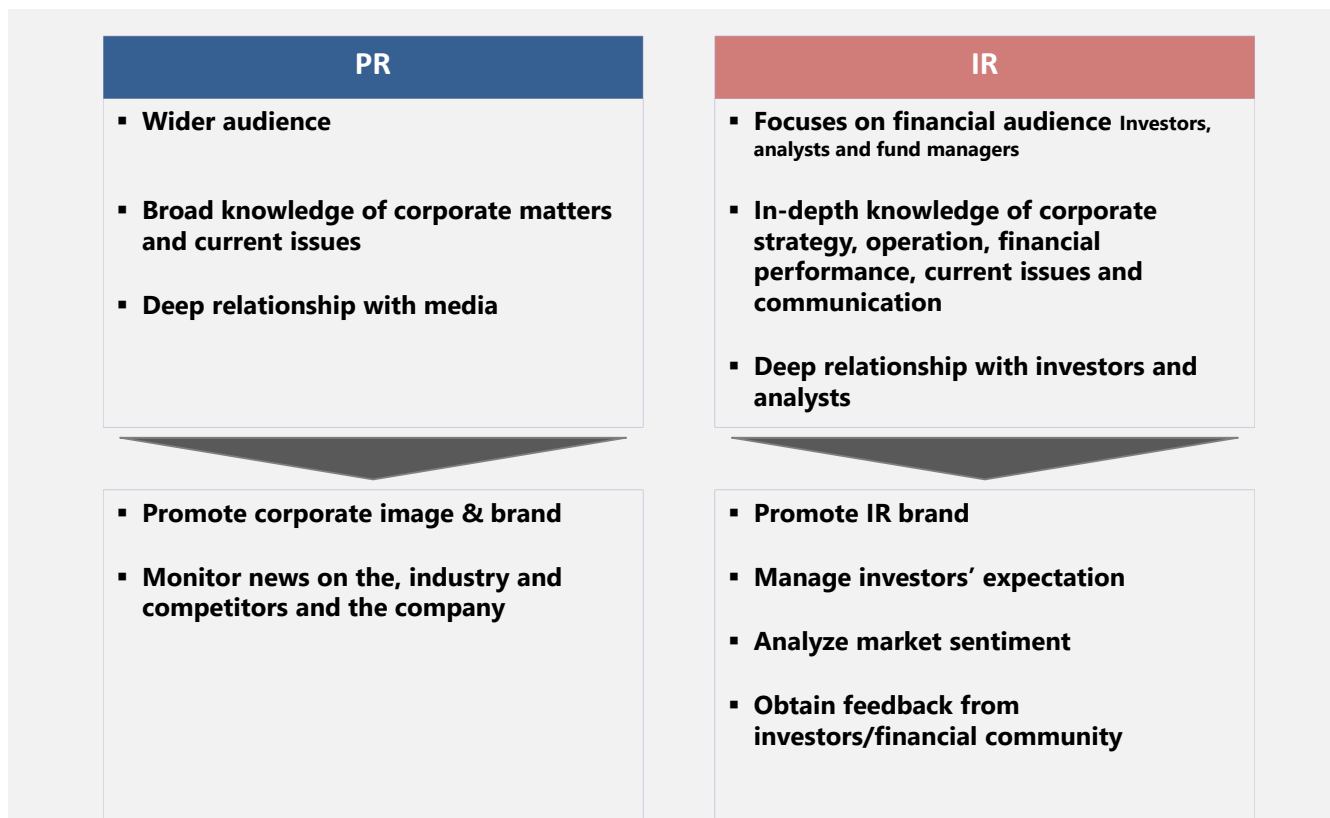 PR
▪ Wider audience
▪ Broad knowledge of corporate matters
and current issues
▪ Deep relationship with media
▪ Promote corporate image & brand
▪ Monitor news on the, industry and
competitors and the company
IR
▪ Focuses on financial audience Investors,
analysts and fund managers
▪ In-depth knowledge of corporate
strategy, operation, financial
performance, current issues and
communication
▪ Deep relationship with investors and
analysts
▪ Promote IR brand
▪ Manage investors’ expectation
▪ Analyze market sentiment
▪ Obtain feedback from
investors/financial community